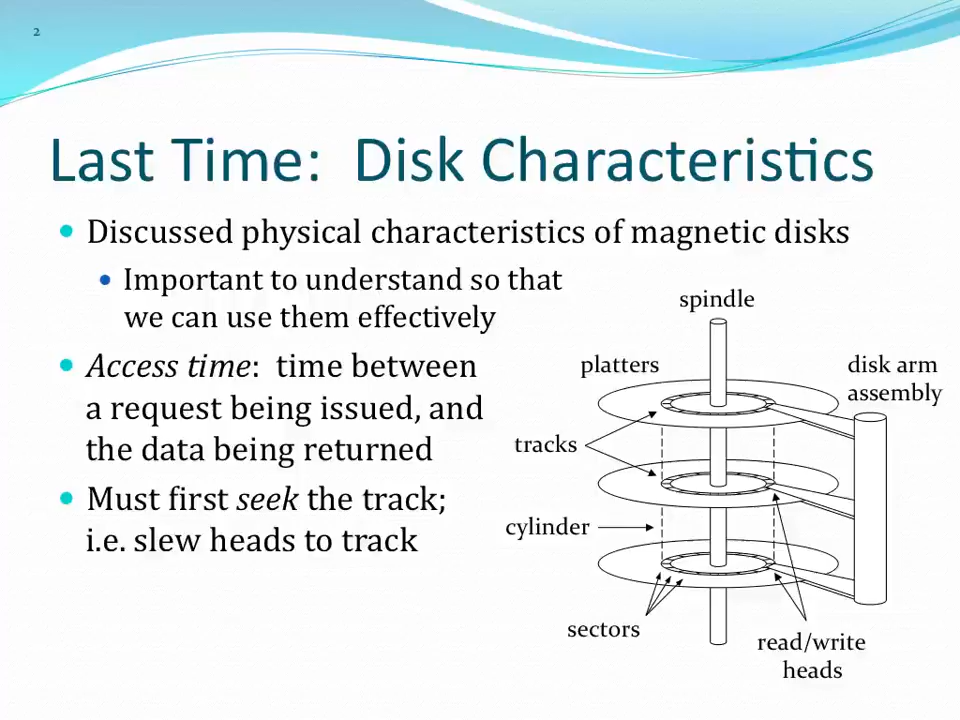 2
Last Time:  Disk Characteristics
Discussed physical characteristics of magnetic disks
Important to understand so that
we can use them effectively
Access time:  time between
a request being issued, and
the data being returned
Must first seek the track;
i.e. slew heads to track
spindle
platters
disk arm
assembly
tracks
cylinder
sectors
read/write
heads